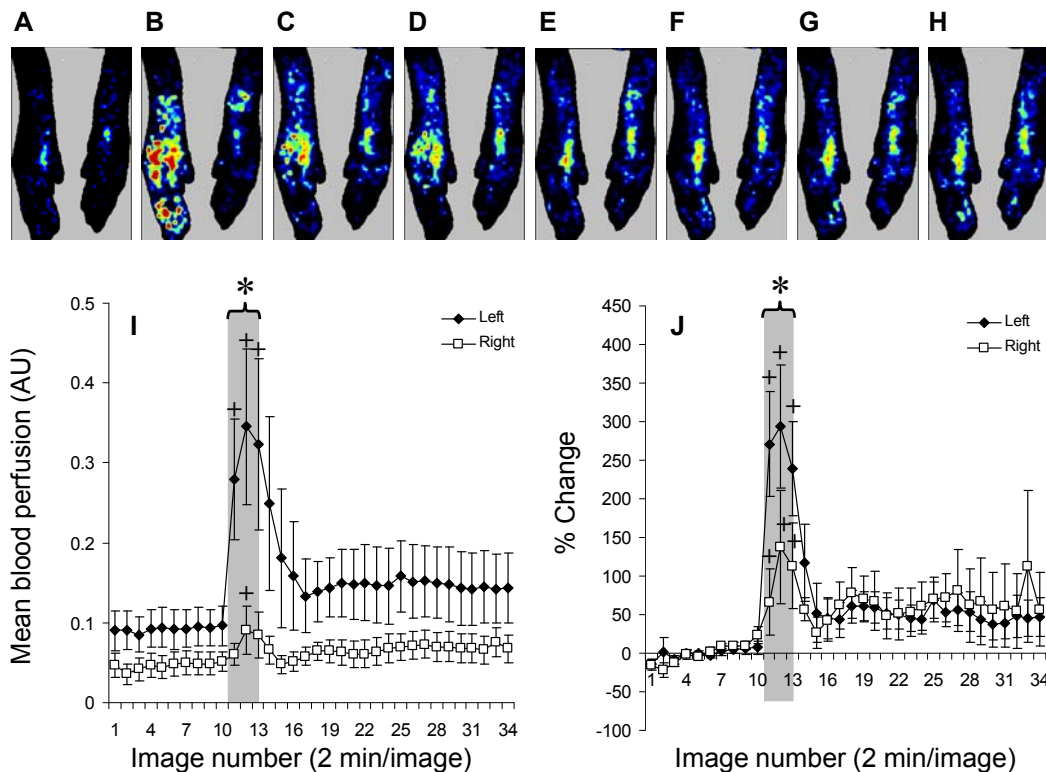 A B C D E F G H
*
I
Left
Right
0.5
0.4
0.3
0.2
0.1
0
+ + + +
Mean blood perfusion (AU)
1 4 7 10 13 16 19 22 25 28 31 34
Image number (2 min/image)
*
J
Left
Right
450
400
350
300
250
200
150
100
50
0
-50
-100
+ + + + + +
% Change
1 4 7 10 13 16 19 22 25 28 31 34
Image number (2 min/image)